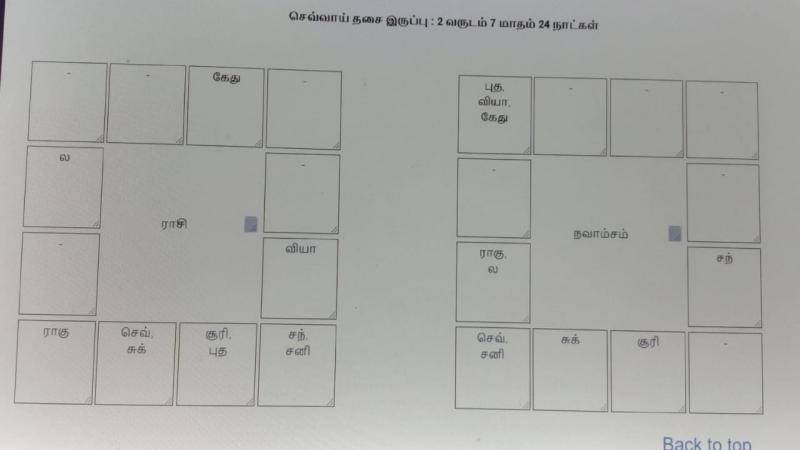 செவ்வாய் தசை இருப்பு : 2 வருடம் 7 மாதம் 24 நாட்கள்
-
-
கேது
-
ல
-
ராசி
-
வியா
ராகு
செவ்,
சுக்
சூரி,
புத
சந்,
சனி
புத,
வியா,
கேது
-
-
-
-
-
நவாம்சம்
ராகு,
ல
சந்
செவ்,
சனி
சுக்
சூரி
-
Back to top